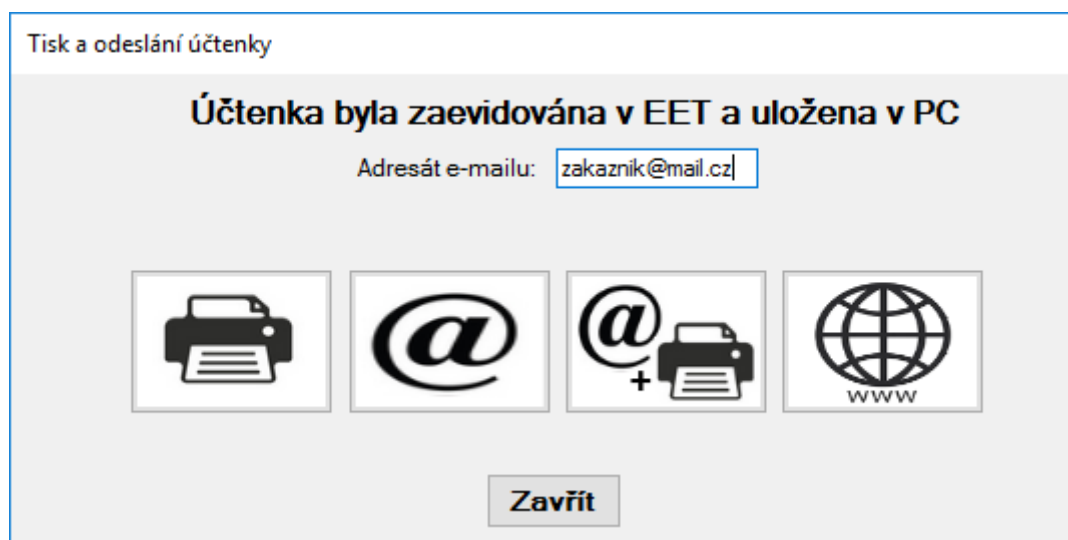 Tisk a odeslání účtenky
Účtenka byla zaevidována v EET a uložena v PC
Adresát e-mailu: zakaznik@mail.cz
@
@
+
www
Zavřít